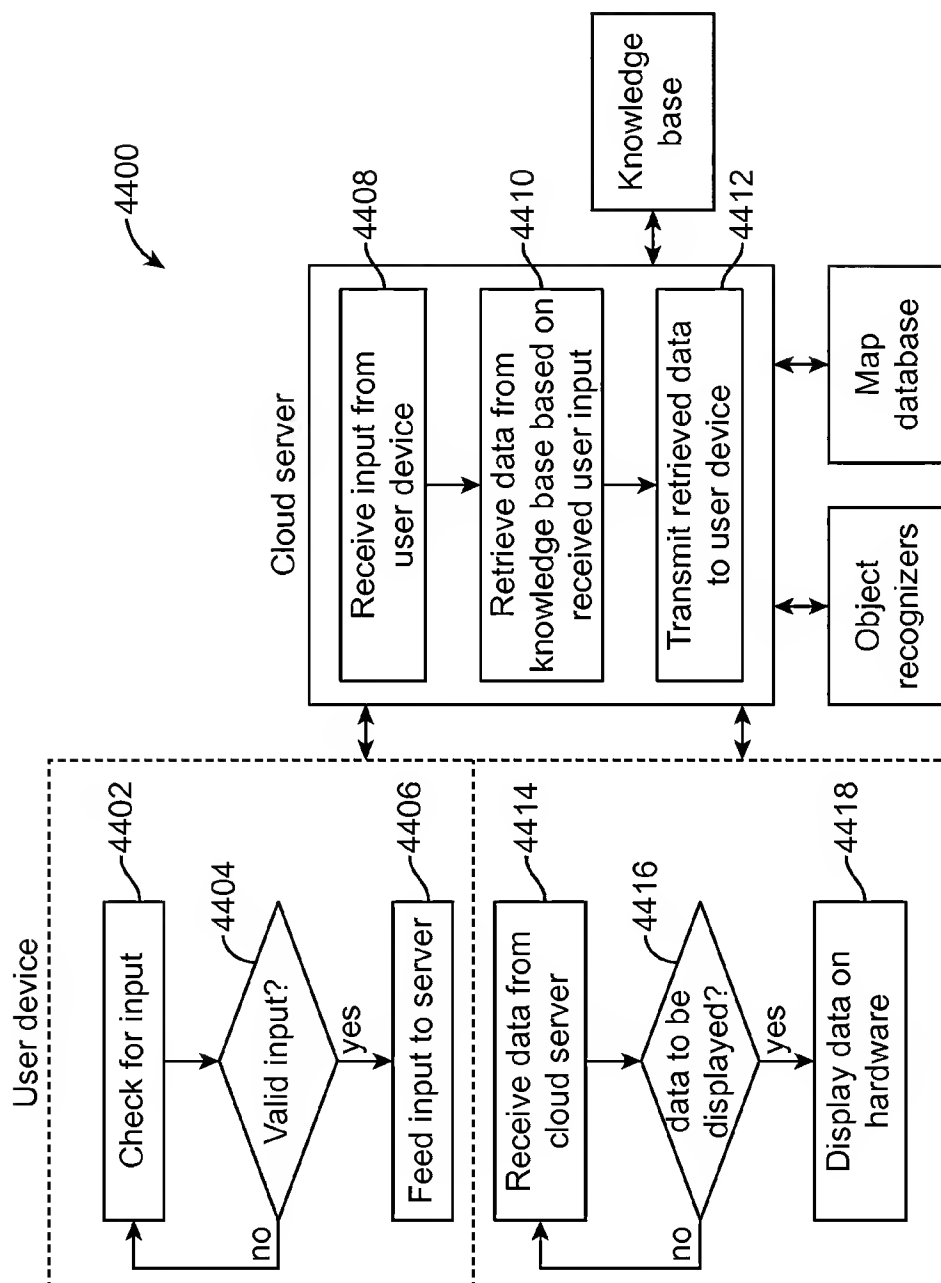 4400
User device
4402
Check for input
4404
Valid input?
no
yes
4406
Feed input to server
4414
Receive data from
cloud server
4416
data to be
displayed?
no
yes
4418
Display data on
hardware
Cloud server
4408
Receive input from
user device
4410
Retrieve data from
knowledge base based on
received user input
4412
Transmit retrieved data
to user device
Knowledge
base
Object
recognizers
Map
database